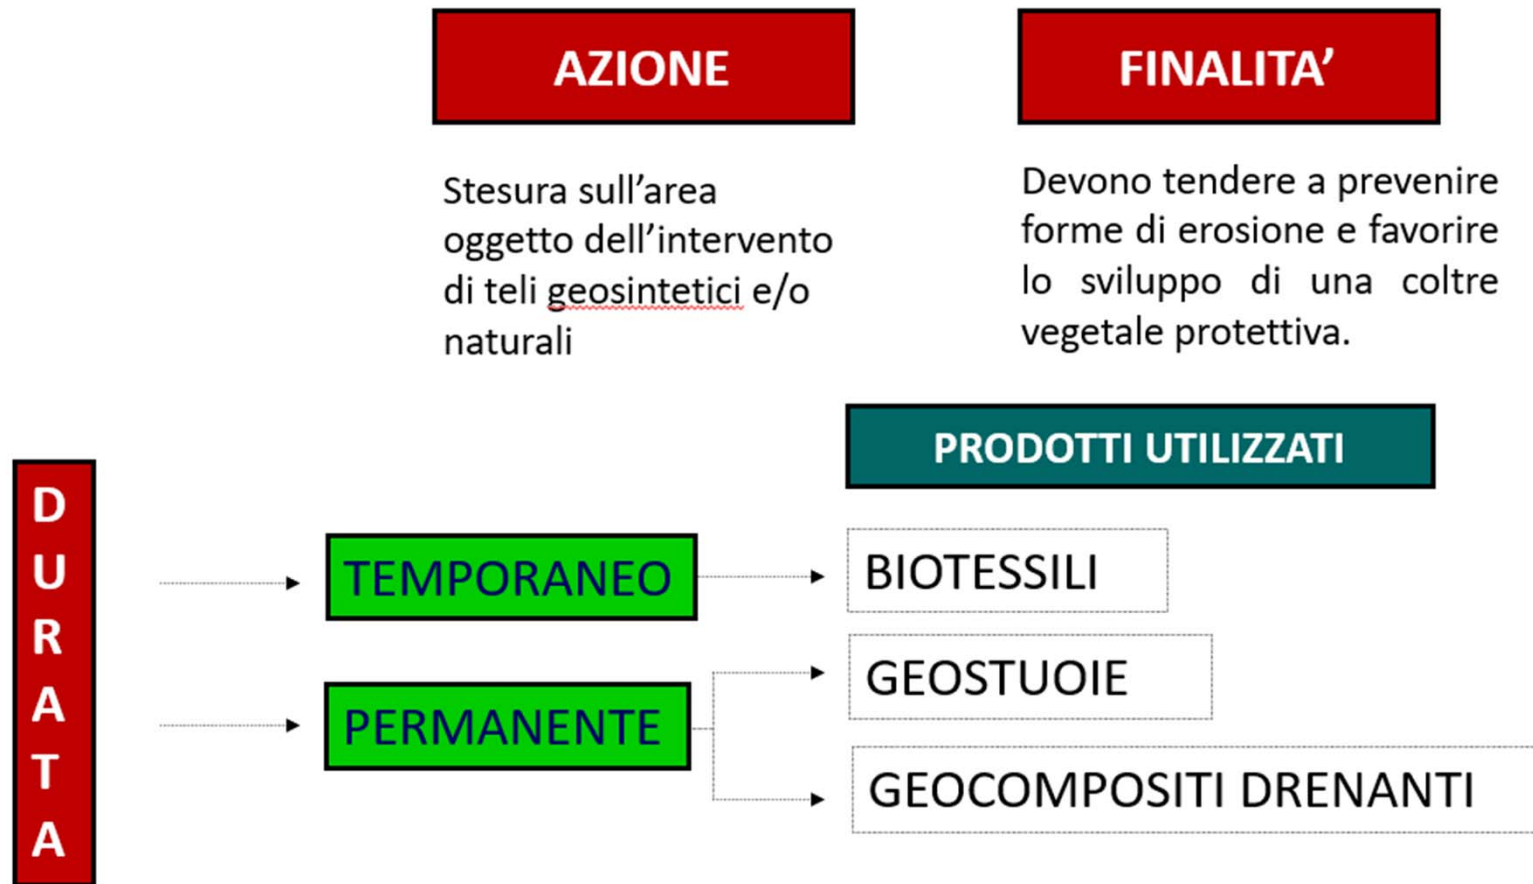 AZIONE
FINALITA’
Stesura sull’area
oggetto dell’intervento
di teli geosintetici e/o
naturali
Devono tendere a prevenire
forme di erosione e favorire
lo sviluppo di una coltre
vegetale protettiva.
PRODOTTI UTILIZZATI
D
U
R
A
T
A
TEMPORANEO
BIOTESSILI
PERMANENTE
GEOSTUOIE
GEOCOMPOSITI DRENANTI